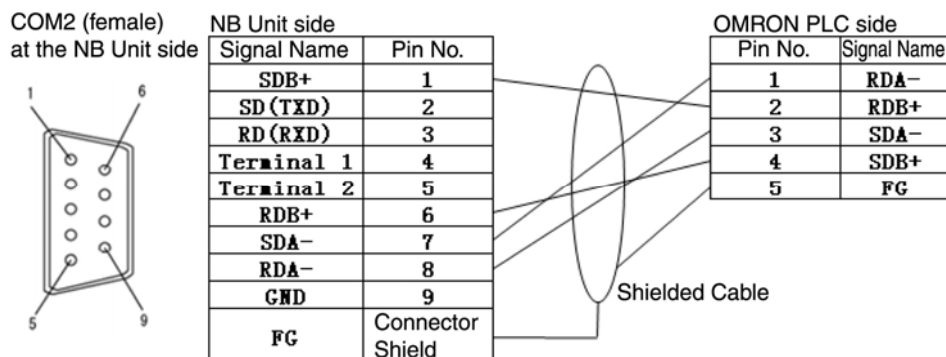 COM2 (female)
at the NB Unit side
1
6
5
9
NB Unit side
Signal Name Pin No.
SDB+ 1
SD(TXD) 2
RD(RXD) 3
Terminal 1 4
Terminal 2 5
RDB+ 6
SDA- 7
RDA- 8
GND 9
FG Connector
Shield
Shielded Cable
OMRON PLC side
Pin No. Signal Name
1 RDA-
2 RDB+
3 SDA-
4 SDB+
5 FG